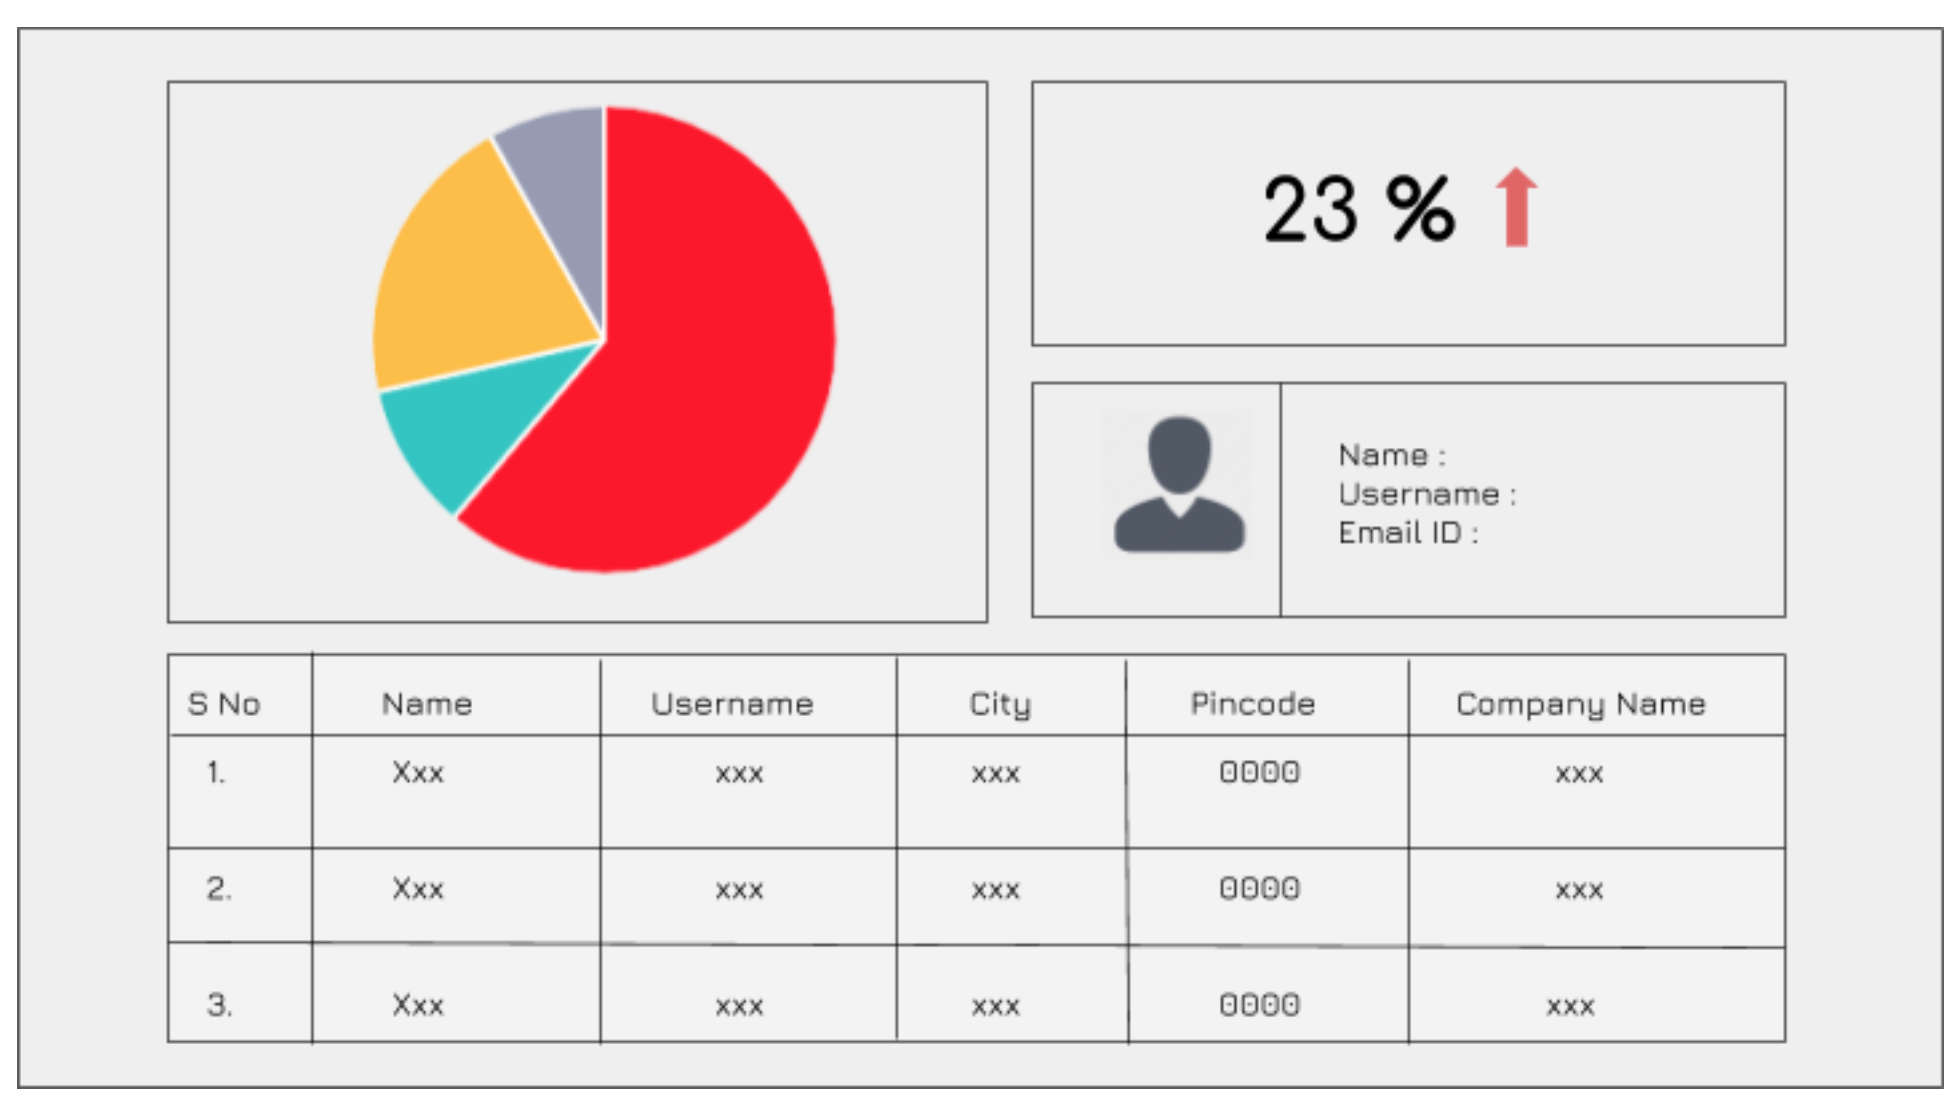 23 %
Name :
Username :
Email ID :
S No Name Username City Pincode Company Name
1. Xxx xxx xxx 0000 xxx
2. Xxx xxx xxx 0000 xxx
3. Xxx xxx xxx 0000 xxx